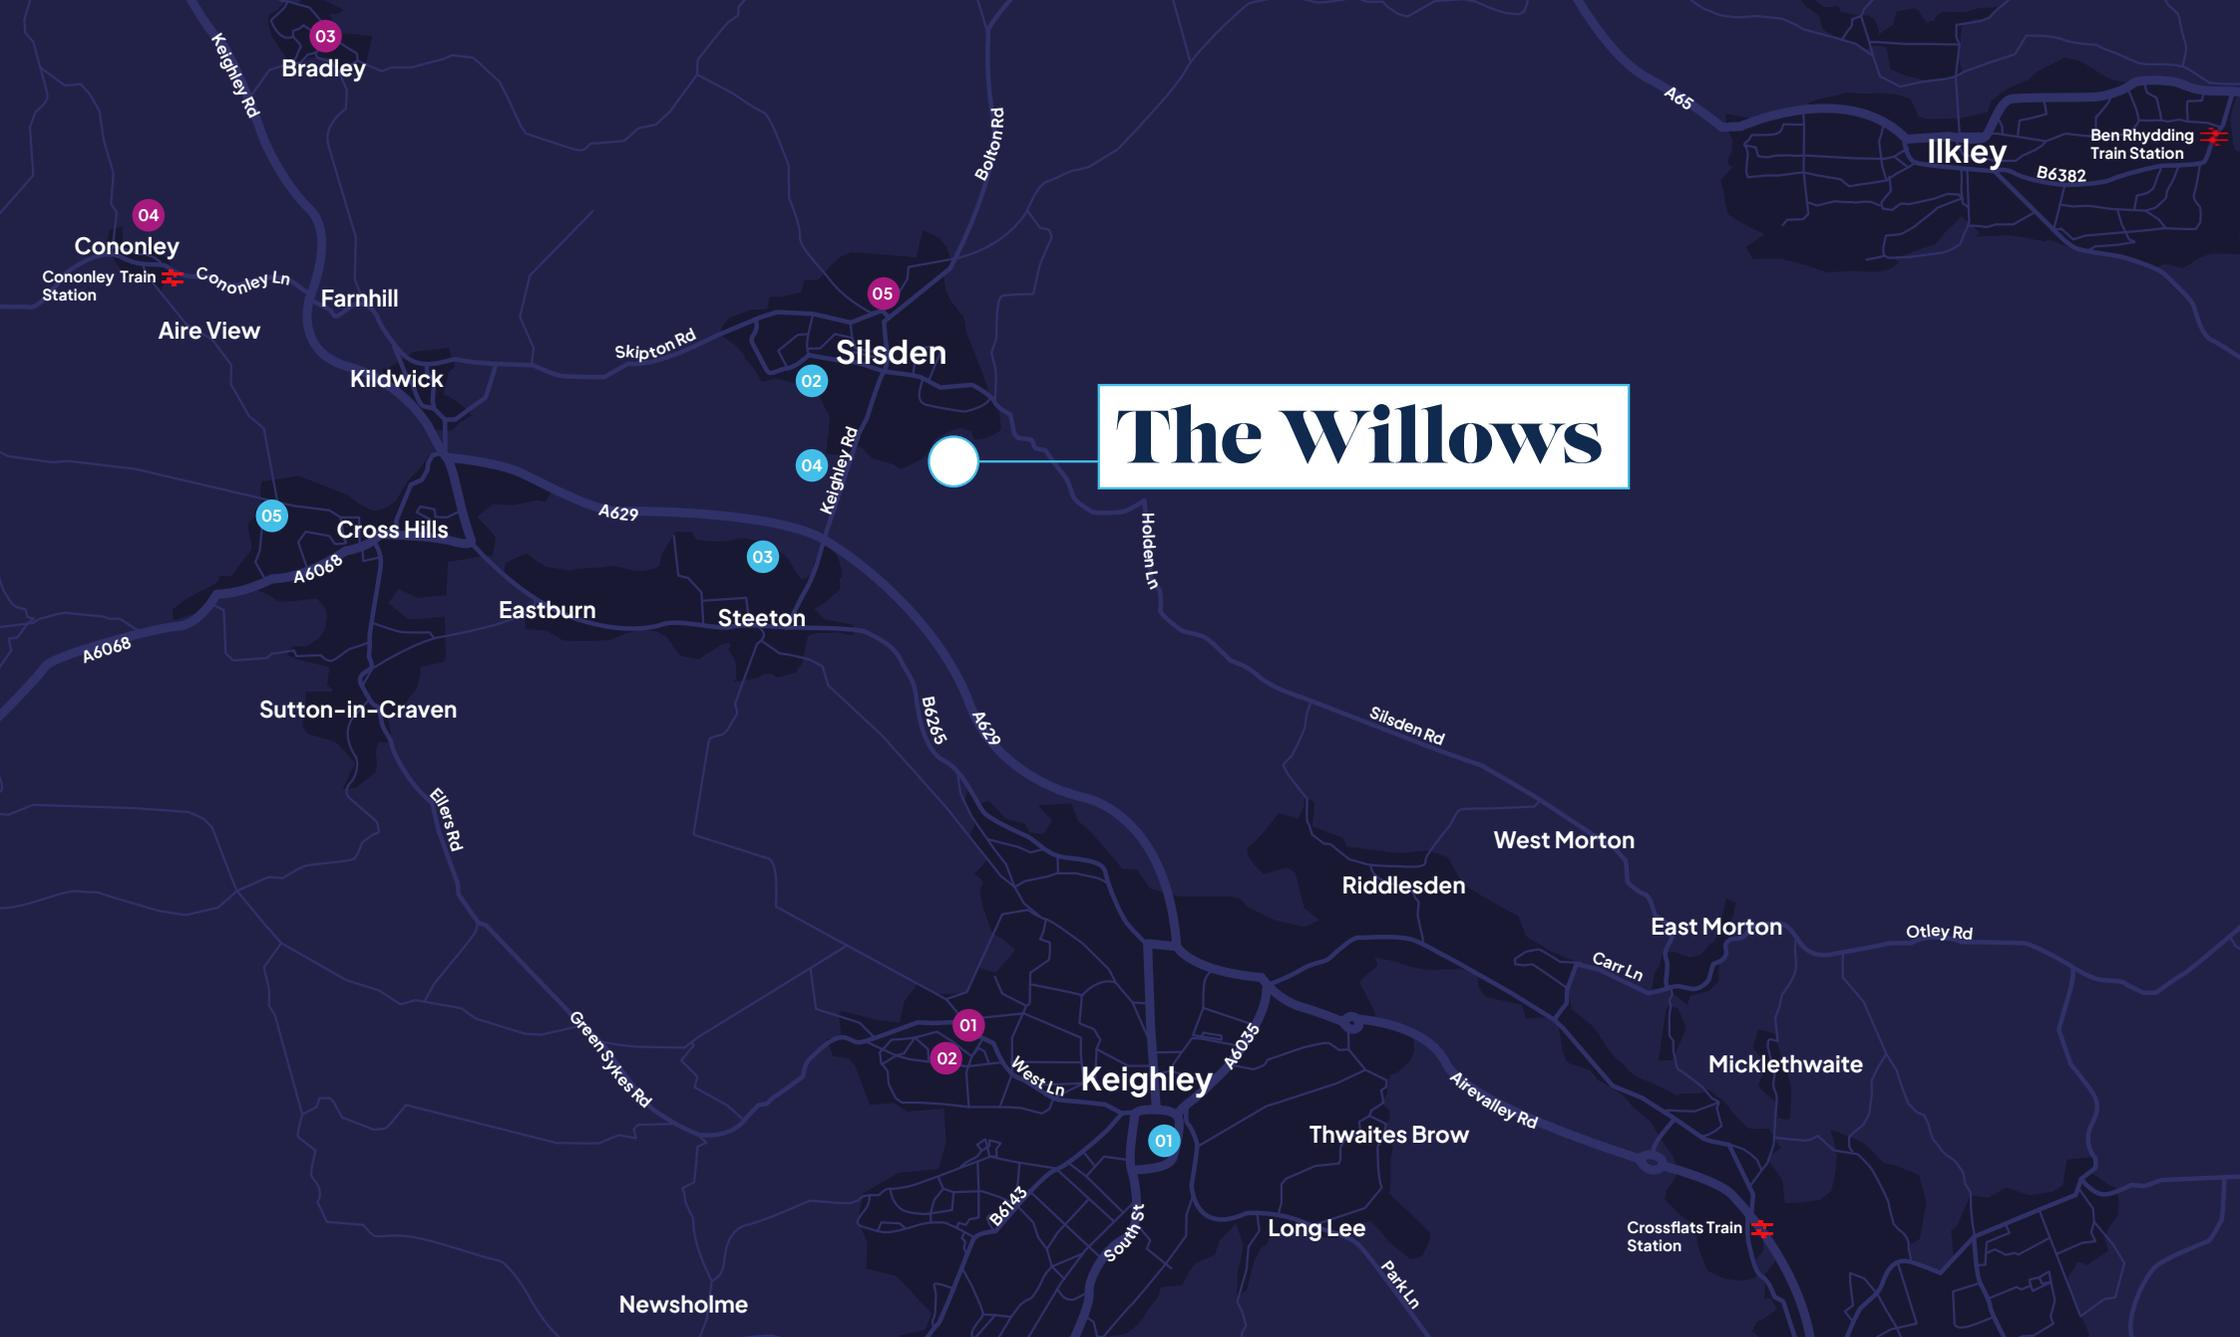 03
Bradley
Keighley Rd
Bolton Rd
A65
Ilkley
Ben Rhydding
Train Station
B6382
04
Cononley
Cononley Train
Station
Cononley Ln
Farnhill
Aire View
05
Skipton Rd
Silsden
Kildwick
02
The Willows
04
Keighley Rd
05
A629
Cross Hills
A6068
03
Holden Ln
Eastburn
Steeton
A6068
Sutton-in-Craven
B6265
A629
Silsden Rd
Ellers Rd
West Morton
Riddlesden
East Morton
Otley Rd
Carr Ln
01
02
Green Sykes Rd
West Ln
Keighley
A6035
Micklethwaite
Airevalley Rd
Thwaites Brow
01
B6143
South St
Long Lee
Crossflats Train
Station
Park Ln
Newsholme